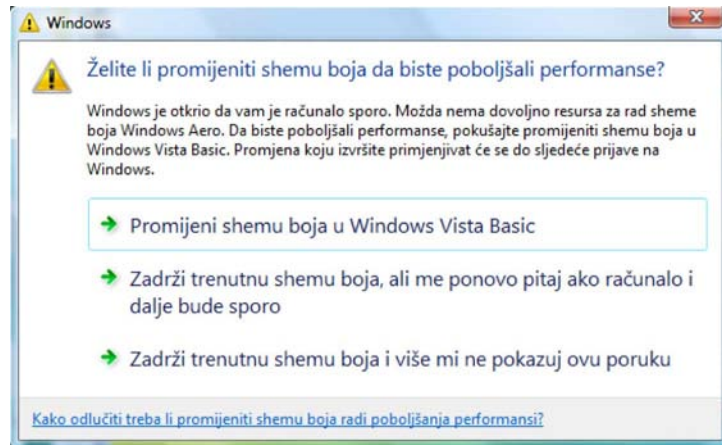 Windows
Želite li promijeniti shemu boja da biste poboljšali performanse?
Windows je otkrio da vam je računalo sporo. Možda nema dovoljno resursa za rad sheme
boja Windows Aero. Da biste poboljšali performanse, pokušajte promijeniti shemu boja u
Windows Vista Basic. Promjena koju izvršite primjenjivat će se do sljedeće prijave na
Windows.
Promijeni shemu boja u Windows Vista Basic
Zadrži trenutnu shemu boja, ali me ponovo pitaj ako računalo i
dalje bude sporo
Zadrži trenutnu shemu boja i više mi ne pokazuj ovu poruku
Kako odlučiti treba li promijeniti shemu boja radi poboljšanja performansi?